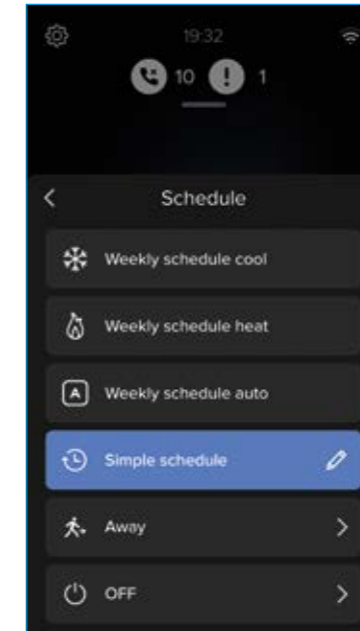 19:32
10 1
Schedule
Weekly schedule cool
Weekly schedule heat
A Weekly schedule auto
Simple schedule
Away
OFF